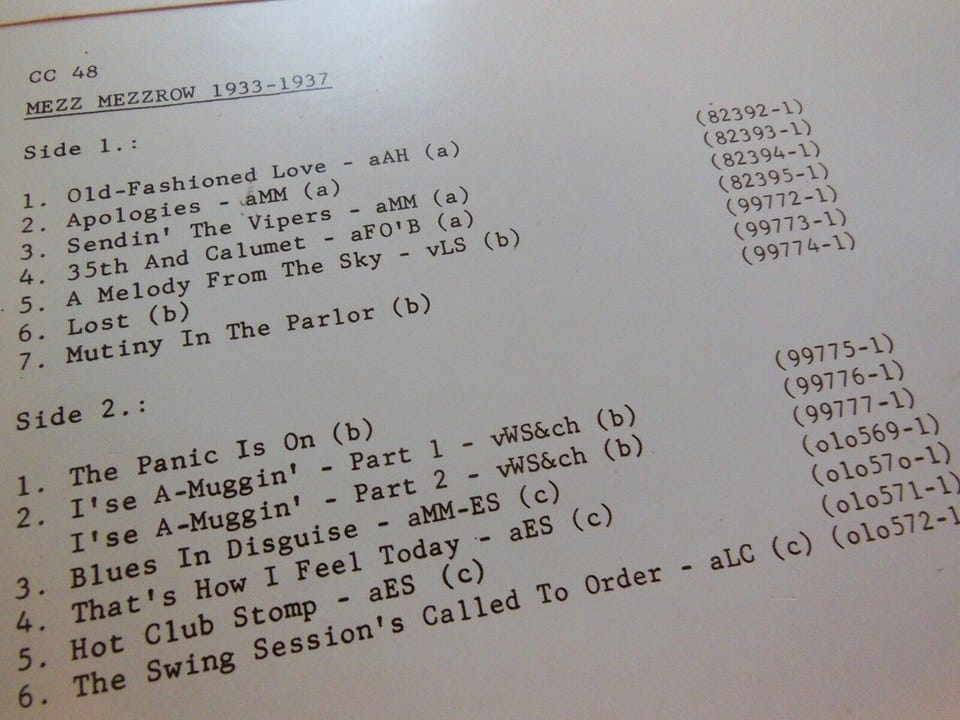 CC 48
MEZZ MEZZROW 1933-1937
Side 1.:
1. Old-Fashioned Love - aAH (a) (82392-1)
2. Apologies - aMM (a) (82393-1)
3. Sendin' The Vipers - aMM (a) (82394-1)
4. 35th And Calumet - aFO'B (a) (82395-1)
5. A Melody From The Sky - vLS (b) (99772-1)
6. Lost (b) (99773-1)
7. Mutiny In The Parlor (b) (99774-1)
Side 2.:
1. The Panic Is On (b) (99775-1)
2. I'se A-Muggin' - Part 1 - vWS&ch (b) (99776-1)
I'se A-Muggin' - Part 2 - vWS&ch (b) (99777-1)
3. Blues In Disguise - aMM-ES (c) (olo569-1)
4. That's How I Feel Today - aES (c) (olo57o-1)
5. Hot Club Stomp - aES (c) (olo571-1)
6. The Swing Session's Called To Order - aLC (c) (olo572-1